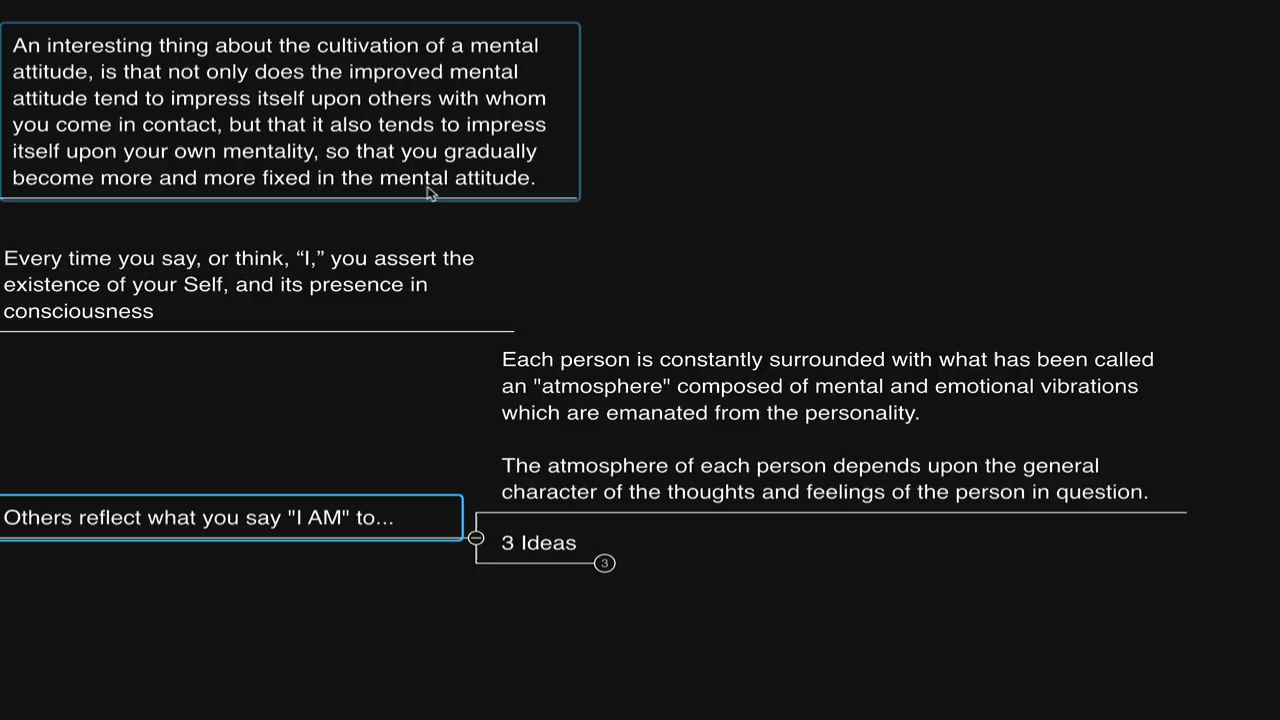 An interesting thing about the cultivation of a mental
attitude, is that not only does the improved mental
attitude tend to impress itself upon others with whom
you come in contact, but that it also tends to impress
itself upon your own mentality, so that you gradually
become more and more fixed in the mental attitude.
Every time you say, or think, “I,” you assert the
existence of your Self, and its presence in
consciousness
Each person is constantly surrounded with what has been called
an "atmosphere" composed of mental and emotional vibrations
which are emanated from the personality.
The atmosphere of each person depends upon the general
character of the thoughts and feelings of the person in question.
Others reflect what you say "I AM" to...
3 Ideas
3